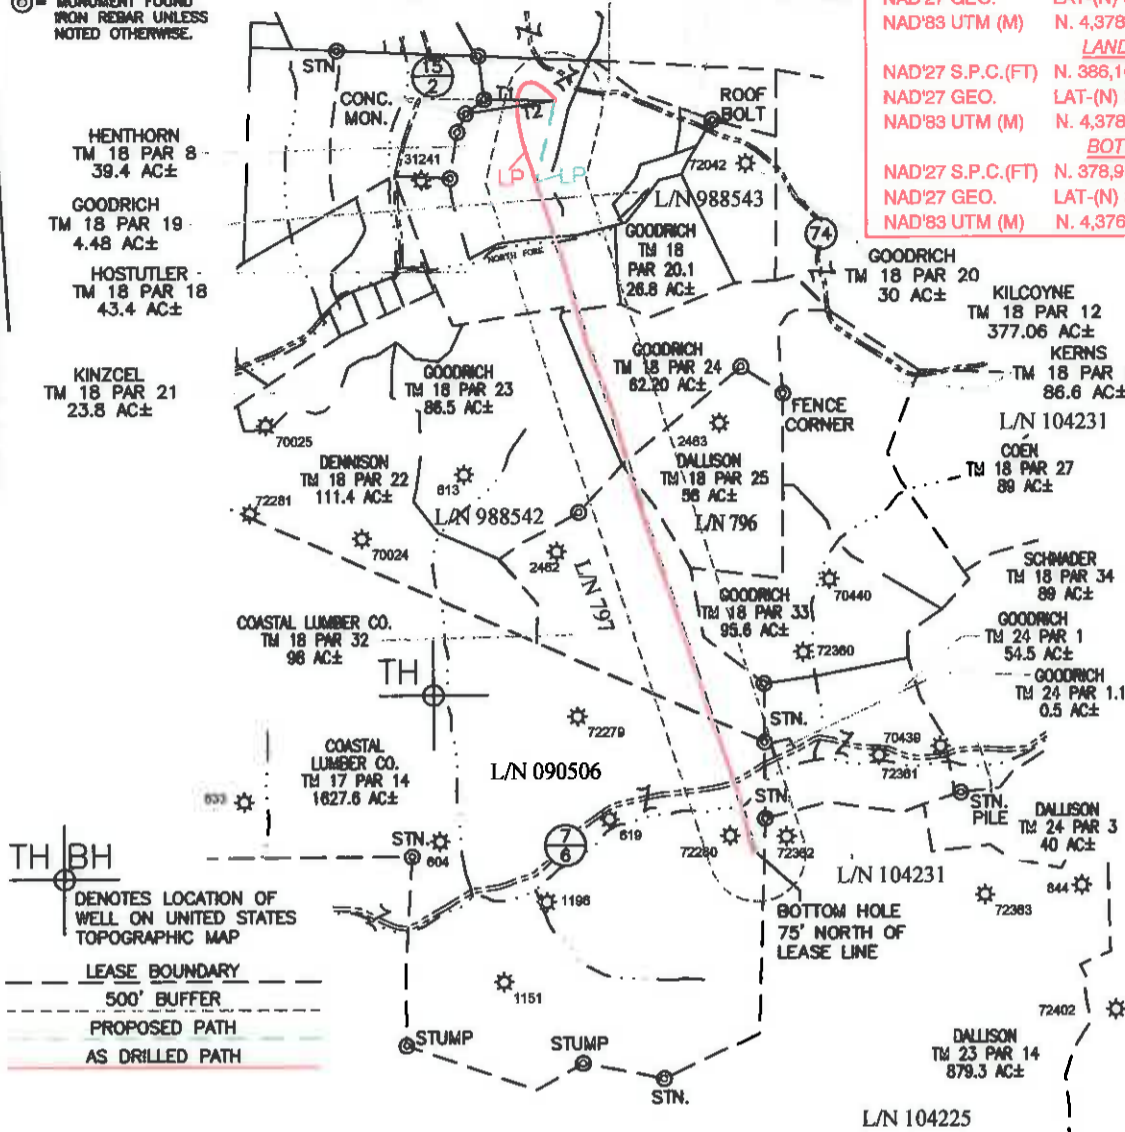 MONUMENT FOUND
IRON REBAR UNLESS
NOTED OTHERWISE.
NAD'27 GEO. LAT-(N)
NAD'83 UTM (M) N. 4,378
NAD'27 S.P.C.(FT) N. 386,1
NAD'27 GEO. LAT-(N)
NAD'83 UTM (M) N. 4,378
NAD'27 S.P.C.(FT) N. 378,9
NAD'27 GEO. LAT-(N)
NAD'83 UTM (M) N. 4,376
STN
15
2
CONC.
MON.
T1
T2
ROOF
BOLT
HENTHORN
TM 18 PAR 8
39.4 AC±
31241
LP
LP
72042
L/N 988543
GOODRICH
TM 18 PAR 19
4.48 AC±
GOODRICH
TM 18
PAR 20.1
26.8 AC±
74
NORTH FORK
HOSTUTLER
TM 18 PAR 18
43.4 AC±
GOODRICH
TM 18 PAR 20
30 AC±
KILCOYNE
TM 18 PAR 12
377.06 AC±
KINZCEL
TM 18 PAR 21
23.8 AC±
GOODRICH
TM 18 PAR 23
86.5 AC±
GOODRICH
TM 18 PAR 24
62.20 AC±
KERNS
TM 18 PAR
86.6 AC±
FENCE
CORNER
L/N 104231
70025
2463
DENNISON
TM 18 PAR 22
111.4 AC±
813
DALLISON
TM 18 PAR 25
56 AC±
COEN
TM 18 PAR 27
89 AC±
72281
L/N 988542
L/N 796
70024
2462
L/N 797
SCHWADER
TM 18 PAR 34
89 AC±
70440
GOODRICH
TM 18 PAR 33
95.6 AC±
COASTAL LUMBER CO.
TM 18 PAR 32
96 AC±
72360
GOODRICH
TM 24 PAR 1
54.5 AC±
TH
GOODRICH
TM 24 PAR 1.1
0.5 AC±
STN.
72279
70439
72361
COASTAL
LUMBER CO.
TM 17 PAR 14
1627.6 AC±
L/N 090506
633
STN
STN.
PILE
DALLISON
TM 24 PAR 3
40 AC±
619
STN.
604
7
6
72280
72362
TH BH
L/N 104231
DENOTES LOCATION OF
WELL ON UNITED STATES
TOPOGRAPHIC MAP
1196
BOTTOM HOLE
75' NORTH OF
LEASE LINE
72363
844
LEASE BOUNDARY
500' BUFFER
PROPOSED PATH
AS DRILLED PATH
1151
72402
STUMP
STUMP
STN.
DALLISON
TM 23 PAR 14
879.3 AC±
L/N 104225